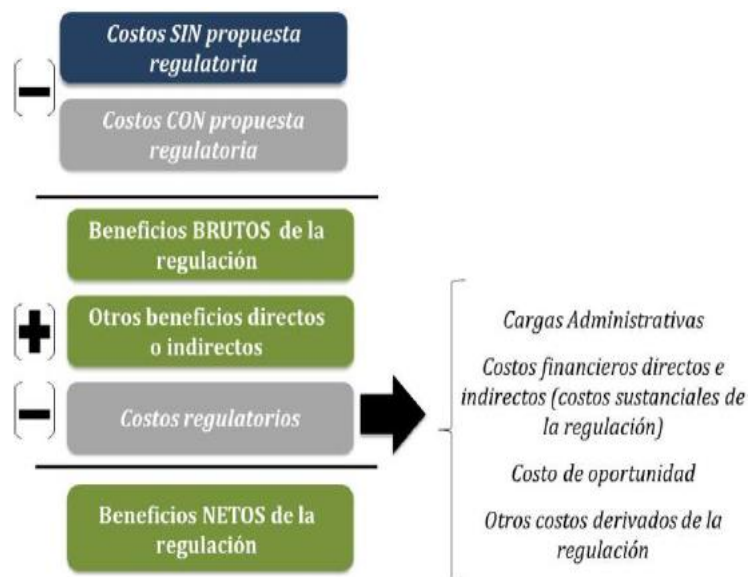 Costos SIN propuesta
regulatoria
Costos CON propuesta
regulatoria
Beneficios BRUTOS de la
regulación
Otros beneficios directos
o indirectos
Costos regulatorios
Beneficios NETOS de la
regulación
Cargas Administrativas
Costos financieros directos e
indirectos (costos sustanciales de
la regulación)
Costo de oportunidad
Otros costos derivados de la
regulación